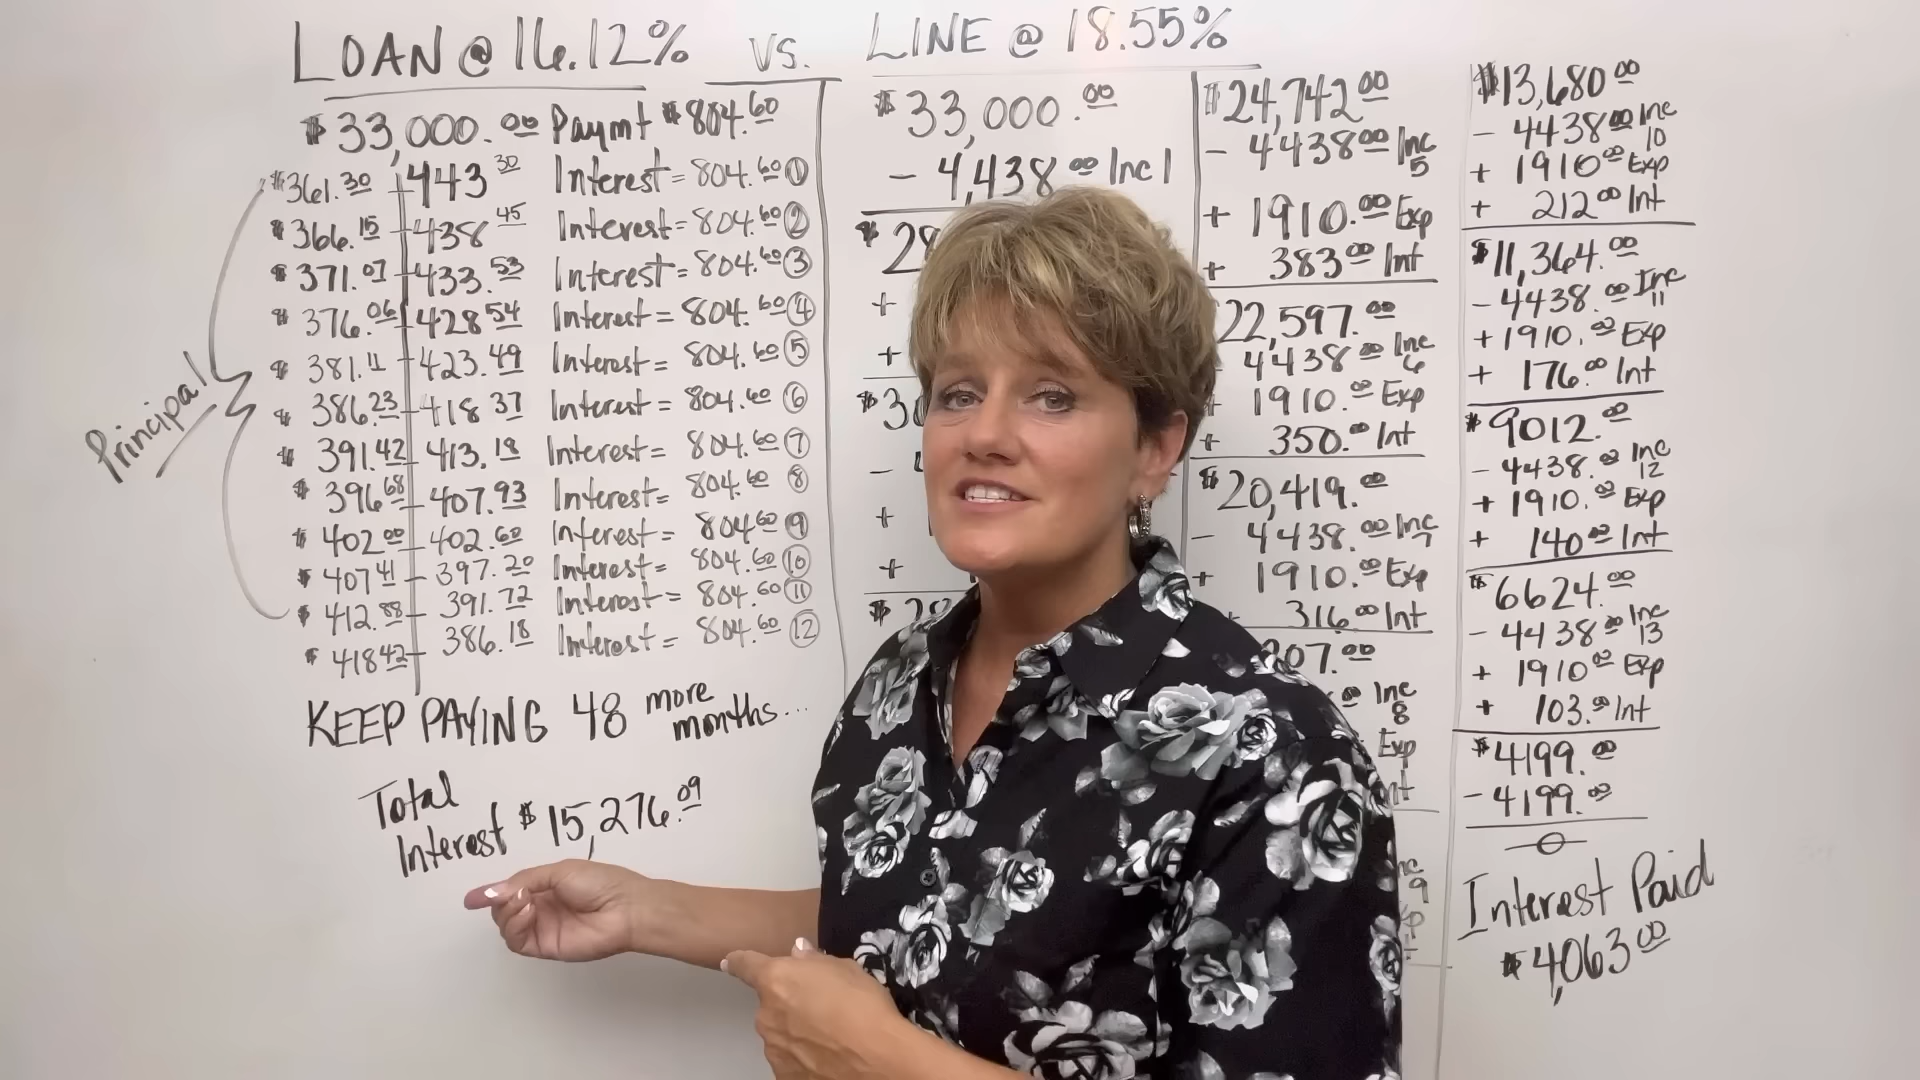 LOAN @ 16.12% VS. LINE @ 18.55%
$33,000.00 Paymt $804.60
$361.30 443.30 Interest = 804.60 1
$366.15 438.45 Interest = 804.60 2
$371.07 433.53 Interest = 804.60 3
$376.06 428.54 Interest = 804.60 4
$381.11 423.49 Interest = 804.60 5
$386.23 418.37 Interest = 804.60 6
$391.42 413.18 Interest = 804.60 7
$396.68 407.93 Interest = 804.60 8
$402.00 402.60 Interest = 804.60 9
$407.41 397.20 Interest = 804.60 10
$412.88 391.72 Interest = 804.60 11
$418.42 386.18 Interest = 804.60 12
Principal
KEEP PAYING 48 more months...
Total
Interest $15,276.09
$33,000.00
- 4,438.00 Inc 1
$28
+
+
$30
-
+
+
$28
$24,742.00
- 4438.00 Inc 5
+ 1910.00 Exp
+ 383.00 Int
22,597.00
4438.00 Inc 6
+ 1910.00 Exp
+ 350.00 Int
$20,419.00
- 4438.00 Inc 7
+ 1910.00 Exp
+ 316.00 Int
207.00
Inc 8
Exp
9
$13,680.00
- 4438.00 Inc 10
+ 1910.00 Exp
+ 212.00 Int
$11,364.00
- 4438.00 Inc 11
+ 1910.00 Exp
+ 176.00 Int
$9012.00
- 4438.00 Inc 12
+ 1910.00 Exp
+ 140.00 Int
$6624.00
- 4438.00 Inc 13
+ 1910.00 Exp
+ 103.00 Int
$4199.00
- 4199.00
0
Interest Paid
$4,063.00